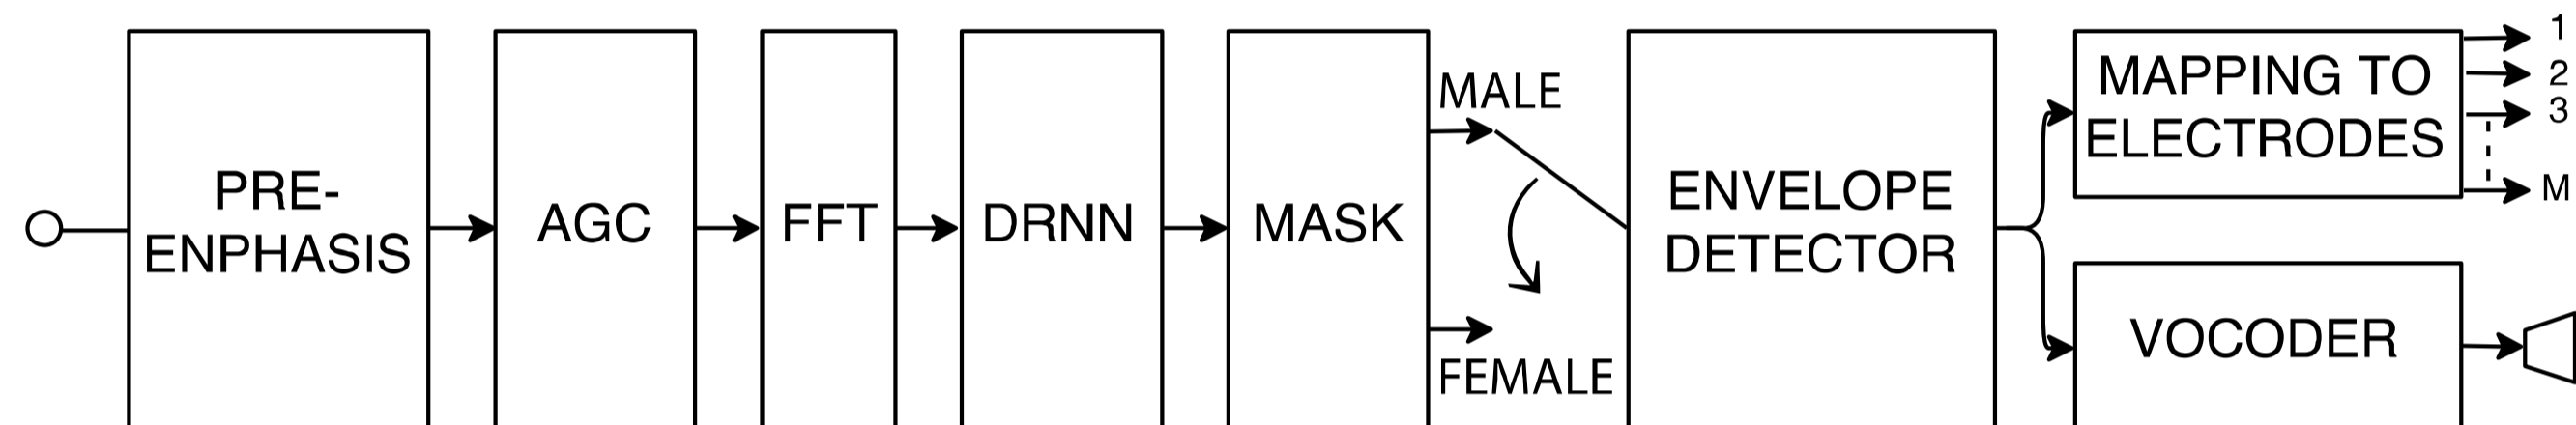 PRE-
ENPHASIS
AGC
FFT
DRNN
MASK
MALE
FEMALE
ENVELOPE
DETECTOR
MAPPING TO
ELECTRODES
1
2
3
M
VOCODER